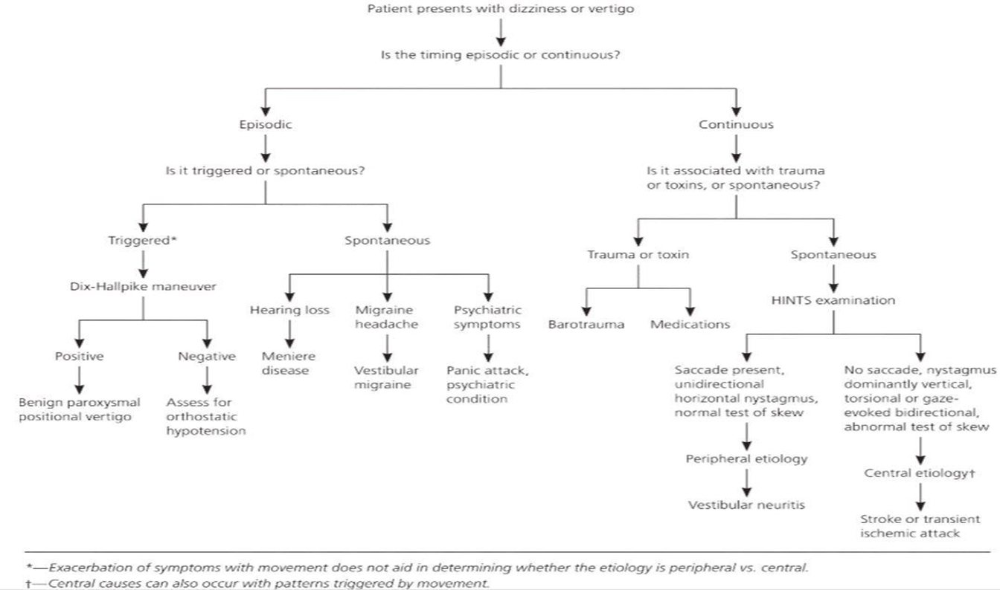 Patient presents with dizziness or vertigo
Is the timing episodic or continuous?
Episodic
Continuous
Is it triggered or spontaneous?
Is it associated with trauma
or toxins, or spontaneous?
Triggered*
Spontaneous
Trauma or toxin
Spontaneous
Dix-Hallpike maneuver
Hearing loss
Migraine
headache
Psychiatric
symptoms
Barotrauma
Medications
HINTS examination
Positive
Negative
Meniere
disease
Vestibular
migraine
Panic attack,
psychiatric
condition
Saccade present,
unidirectional
horizontal nystagmus,
normal test of skew
No saccade, nystagmus
dominantly vertical,
torsional or gaze-
evoked bidirectional,
abnormal test of skew
Benign paroxysmal
positional vertigo
Assess for
orthostatic
hypotension
Peripheral etiology
Central etiology†
Vestibular neuritis
Stroke or transient
ischemic attack
*—Exacerbation of symptoms with movement does not aid in determining whether the etiology is peripheral vs. central.
†—Central causes can also occur with patterns triggered by movement.